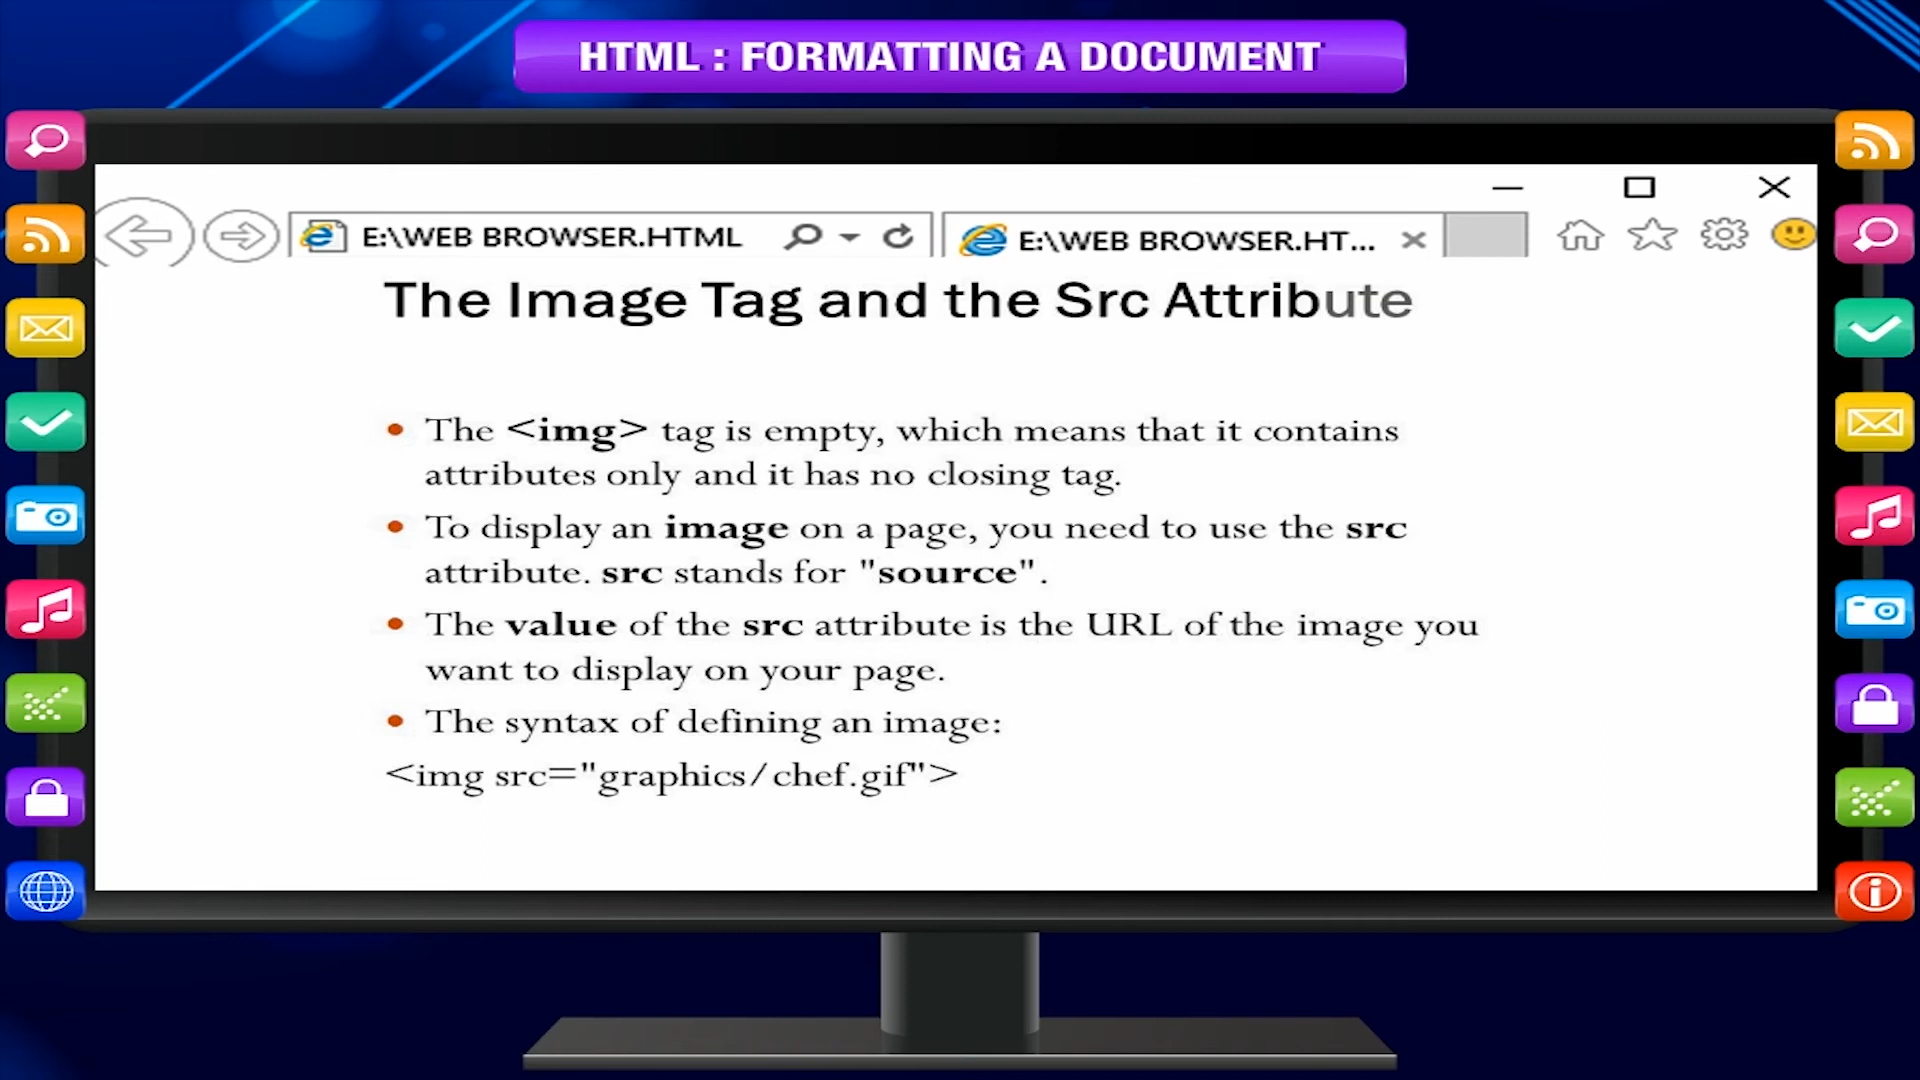 HTML : FORMATTING A DOCUMENT
E:\WEB BROWSER.HTML
E:\WEB BROWSER.HT...
The Image Tag and the Src Attribute
• The <img> tag is empty, which means that it contains
attributes only and it has no closing tag.
• To display an image on a page, you need to use the src
attribute. src stands for "source".
• The value of the src attribute is the URL of the image you
want to display on your page.
• The syntax of defining an image:
<img src="graphics/chef.gif">